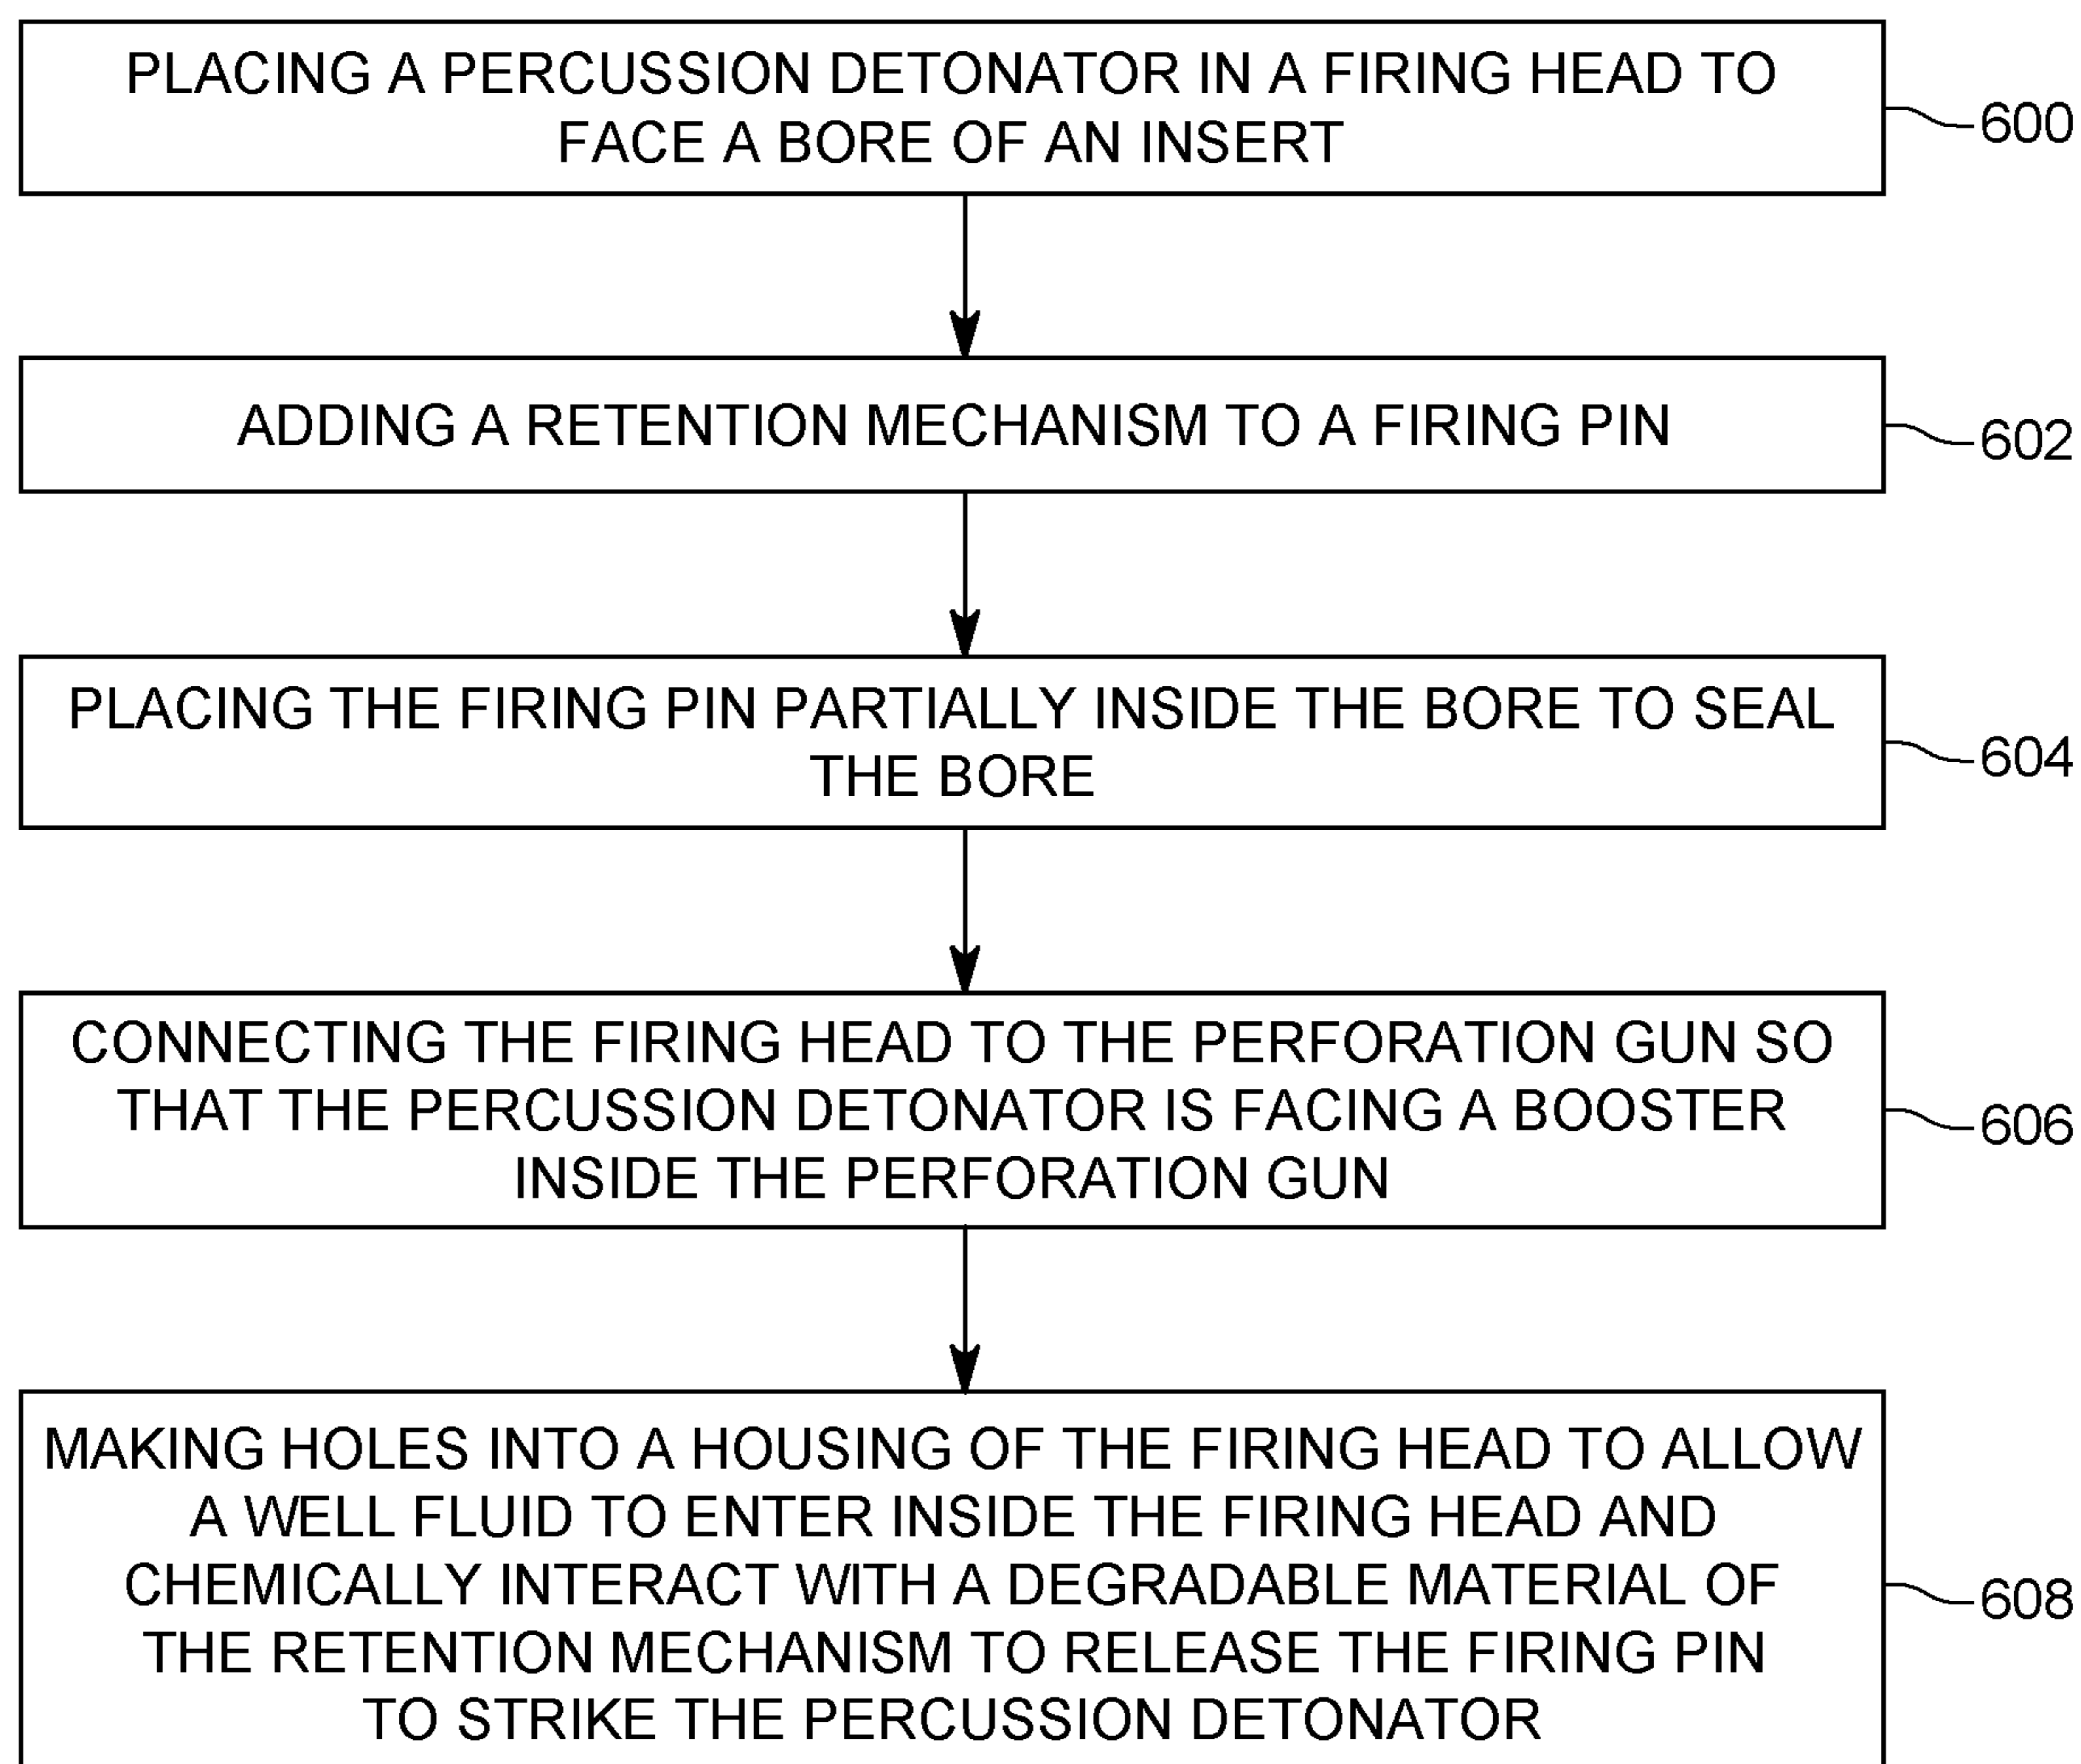 PLACING A PERCUSSION DETONATOR IN A FIRING HEAD TO
FACE A BORE OF AN INSERT
600
ADDING A RETENTION MECHANISM TO A FIRING PIN
602
PLACING THE FIRING PIN PARTIALLY INSIDE THE BORE TO SEAL
THE BORE
604
CONNECTING THE FIRING HEAD TO THE PERFORATION GUN SO
THAT THE PERCUSSION DETONATOR IS FACING A BOOSTER
INSIDE THE PERFORATION GUN
606
MAKING HOLES INTO A HOUSING OF THE FIRING HEAD TO ALLOW
A WELL FLUID TO ENTER INSIDE THE FIRING HEAD AND
CHEMICALLY INTERACT WITH A DEGRADABLE MATERIAL OF
THE RETENTION MECHANISM TO RELEASE THE FIRING PIN
TO STRIKE THE PERCUSSION DETONATOR
608